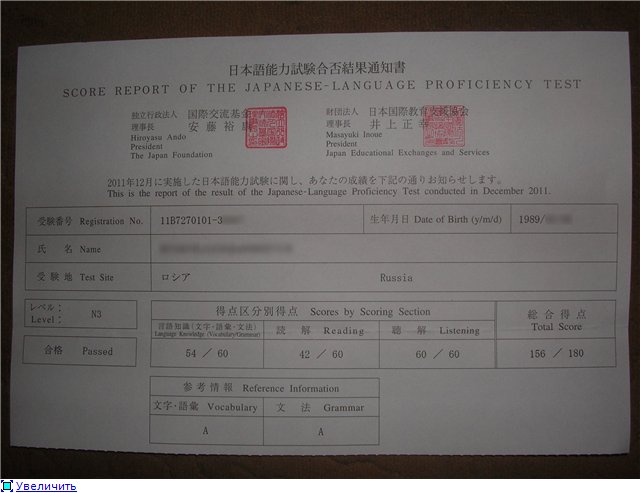 日本語能力試験合否結果通知書
SCORE REPORT OF THE JAPANESE-LANGUAGE PROFICIENCY TEST
独立行政法人 国際交流基金
理事長 安藤裕
Hiroyasu Ando
President
The Japan Foundation
財団法人 日本国際教育支援協会
理事長 井上正幸
Masayuki Inoue
President
Japan Educational Exchanges and Services
2011年12月に実施した日本語能力試験に関し、あなたの成績を下記の通りお知らせします。
This is the report of the result of the Japanese-Language Proficiency Test conducted in December 2011.
受験番号 Registration No. 11B7270101-3 生年月日 Date of Birth (y/m/d) 1989/
氏 名 Name
受験地 Test Site ロシア Russia
レベル:
Level: N3
合格 Passed
得点区分別得点 Scores by Scoring Section
総合得点
Total Score
言語知識(文字・語彙・文法)
Language Knowledge (Vocabulary/Grammar)
読 解 Reading
聴 解 Listening
54 / 60 42 / 60 60 / 60 156 / 180
参考情報 Reference Information
文字・語彙 Vocabulary 文 法 Grammar
A A
Увеличить